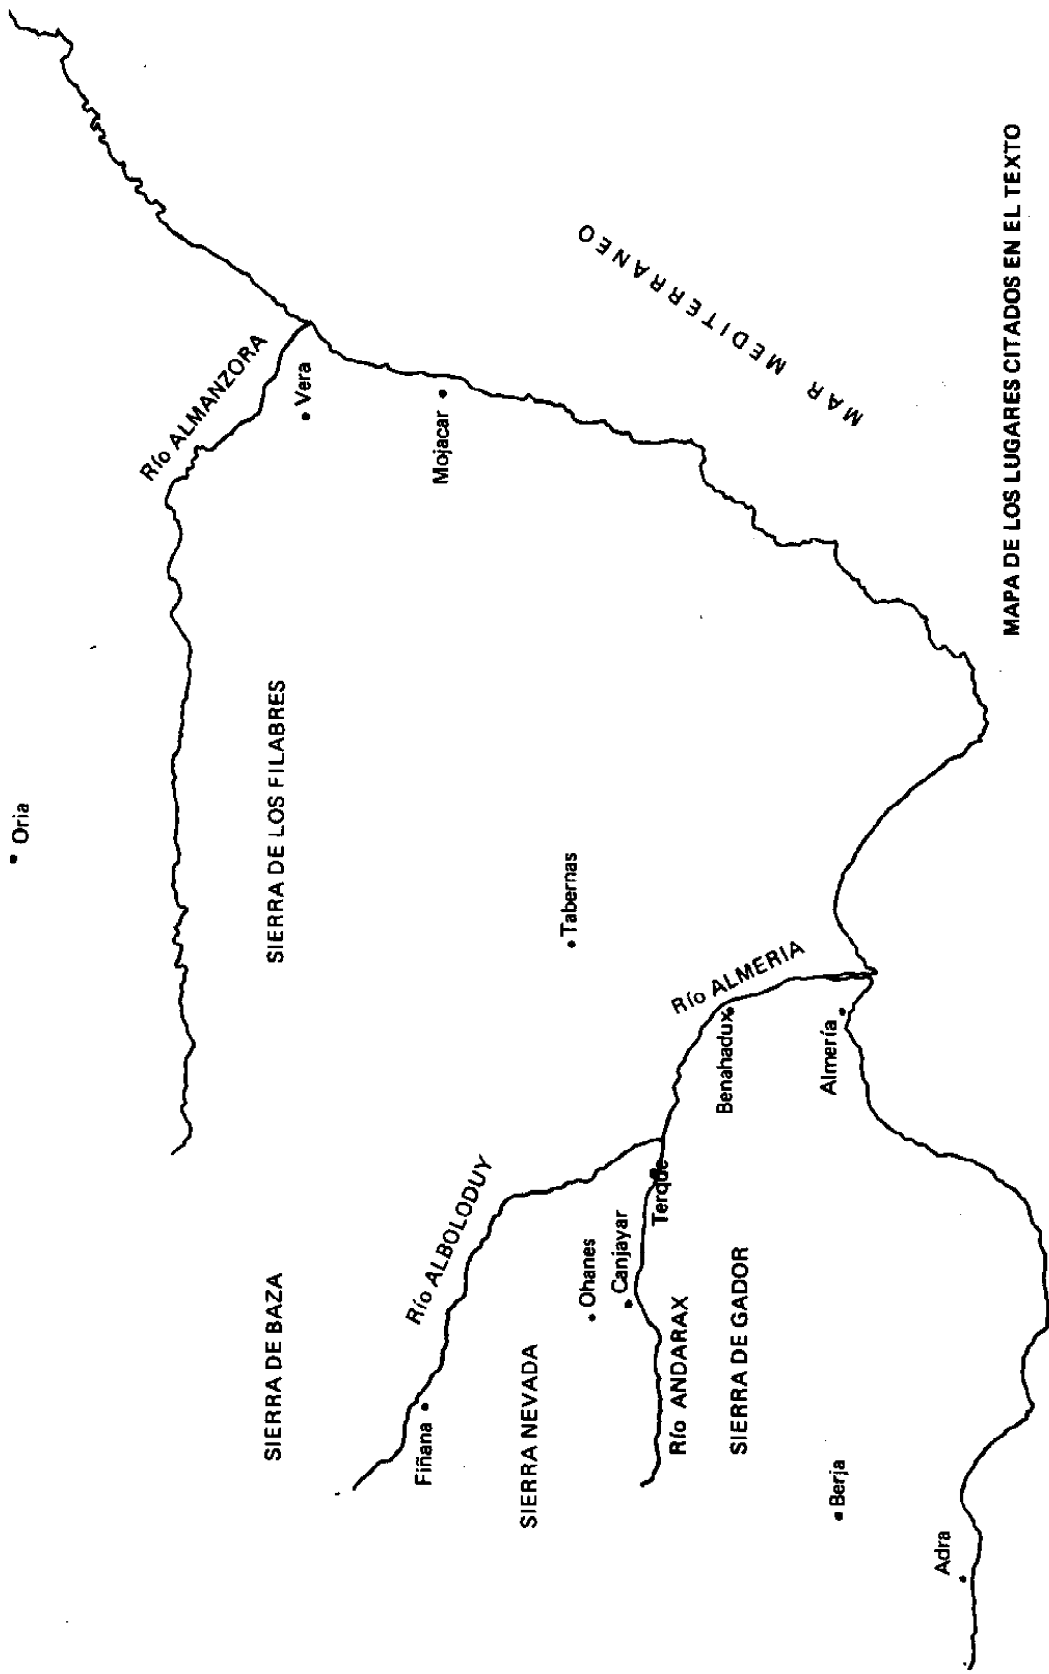 Oria
Río ALMANZORA
Vera
Mojacar
SIERRA DE LOS FILABRES
MAR MEDITERRANEO
SIERRA DE BAZA
Tabernas
Río ALBOLODUY
Fiñana
Río ALMERIA
SIERRA NEVADA
Ohanes
Canjayar
Terque
Benahadux
Río ANDARAX
Almería
SIERRA DE GADOR
Berja
Adra
MAPA DE LOS LUGARES CITADOS EN EL TEXTO